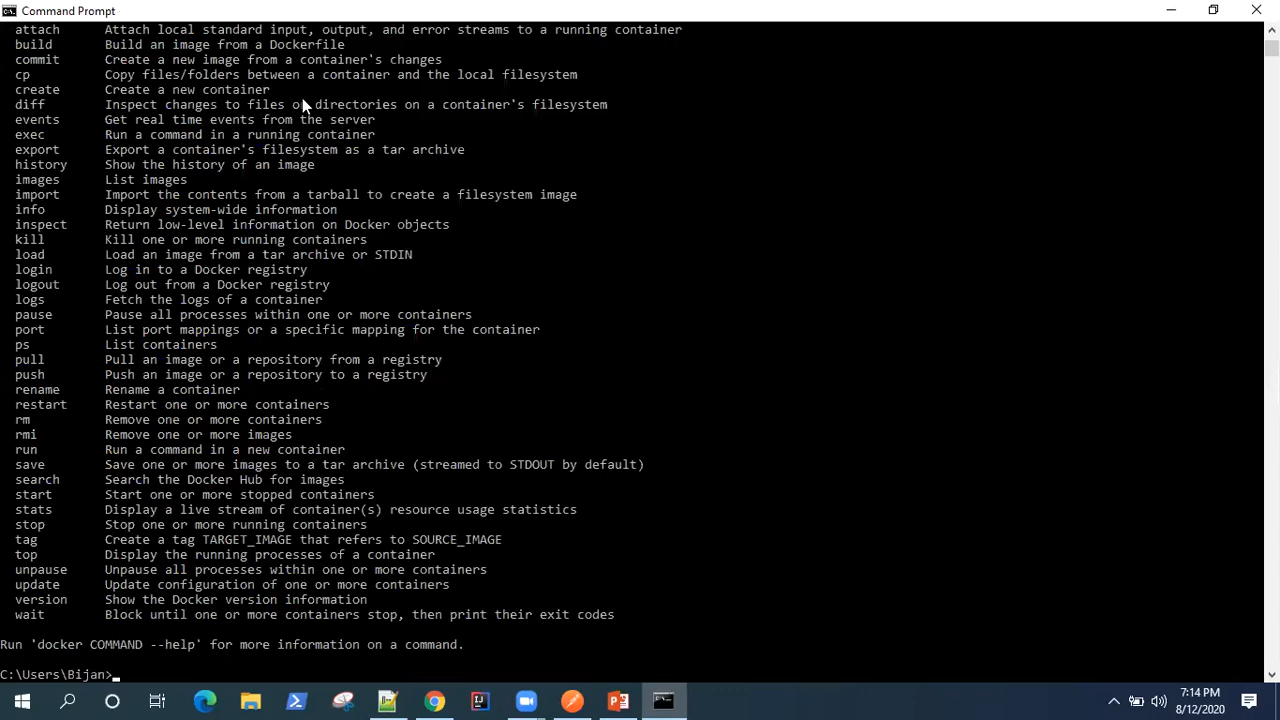 Command Prompt
attach Attach local standard input, output, and error streams to a running container
build Build an image from a Dockerfile
commit Create a new image from a container's changes
cp Copy files/folders between a container and the local filesystem
create Create a new container
diff Inspect changes to files or directories on a container's filesystem
events Get real time events from the server
exec Run a command in a running container
export Export a container's filesystem as a tar archive
history Show the history of an image
images List images
import Import the contents from a tarball to create a filesystem image
info Display system-wide information
inspect Return low-level information on Docker objects
kill Kill one or more running containers
load Load an image from a tar archive or STDIN
login Log in to a Docker registry
logout Log out from a Docker registry
logs Fetch the logs of a container
pause Pause all processes within one or more containers
port List port mappings or a specific mapping for the container
ps List containers
pull Pull an image or a repository from a registry
push Push an image or a repository to a registry
rename Rename a container
restart Restart one or more containers
rm Remove one or more containers
rmi Remove one or more images
run Run a command in a new container
save Save one or more images to a tar archive (streamed to STDOUT by default)
search Search the Docker Hub for images
start Start one or more stopped containers
stats Display a live stream of container(s) resource usage statistics
stop Stop one or more running containers
tag Create a tag TARGET_IMAGE that refers to SOURCE_IMAGE
top Display the running processes of a container
unpause Unpause all processes within one or more containers
update Update configuration of one or more containers
version Show the Docker version information
wait Block until one or more containers stop, then print their exit codes
Run 'docker COMMAND --help' for more information on a command.
C:\Users\Bijan>
7:14 PM
8/12/2020